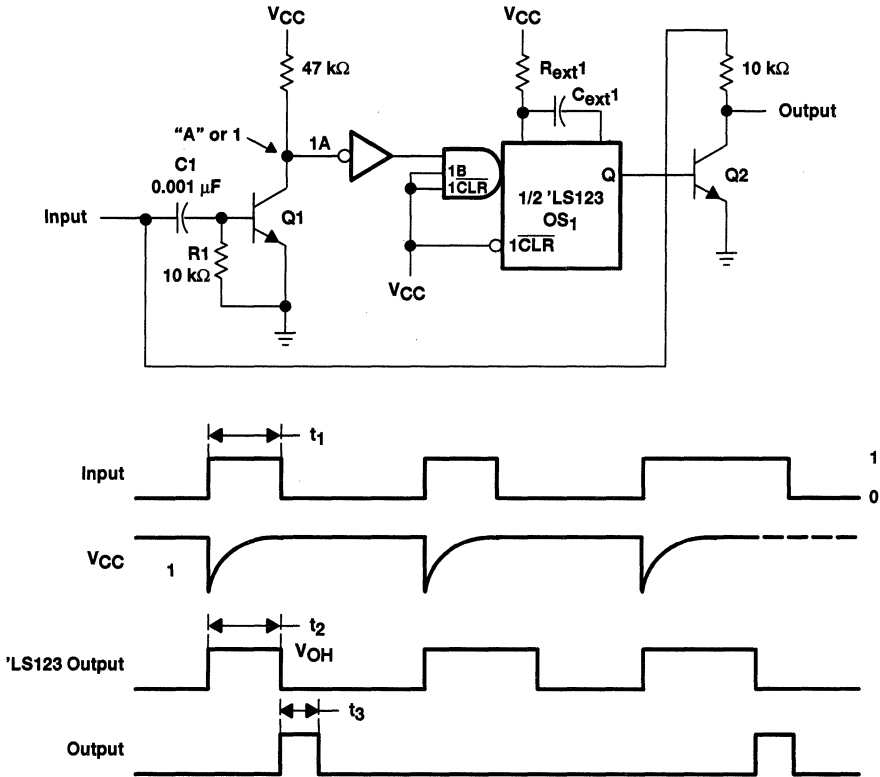 VCC
VCC
47 kΩ
Rext1
Cext1
10 kΩ
Output
"A" or 1
1A
C1
0.001 µF
1B
1CLR
Q
Q2
Input
Q1
1/2 'LS123
OS1
R1
10 kΩ
1CLR
VCC
t1
Input
1
0
VCC
1
t2
VOH
'LS123 Output
t3
Output